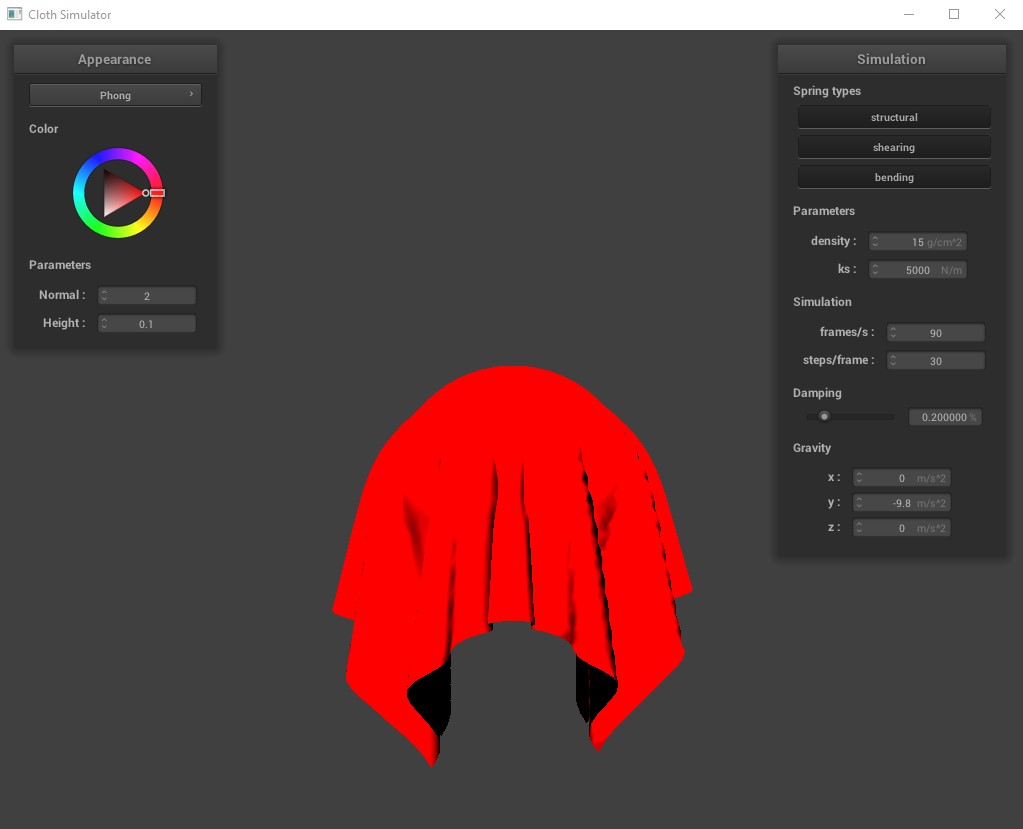 Cloth Simulator
Appearance
Phong
Color
Parameters
Normal : 2
Height : 0.1
Simulation
Spring types
structural
shearing
bending
Parameters
density : 15 g/cm^2
ks : 5000 N/m
Simulation
frames/s : 90
steps/frame : 30
Damping
0.200000 %
Gravity
x : 0 m/s^2
y : -9.8 m/s^2
z : 0 m/s^2